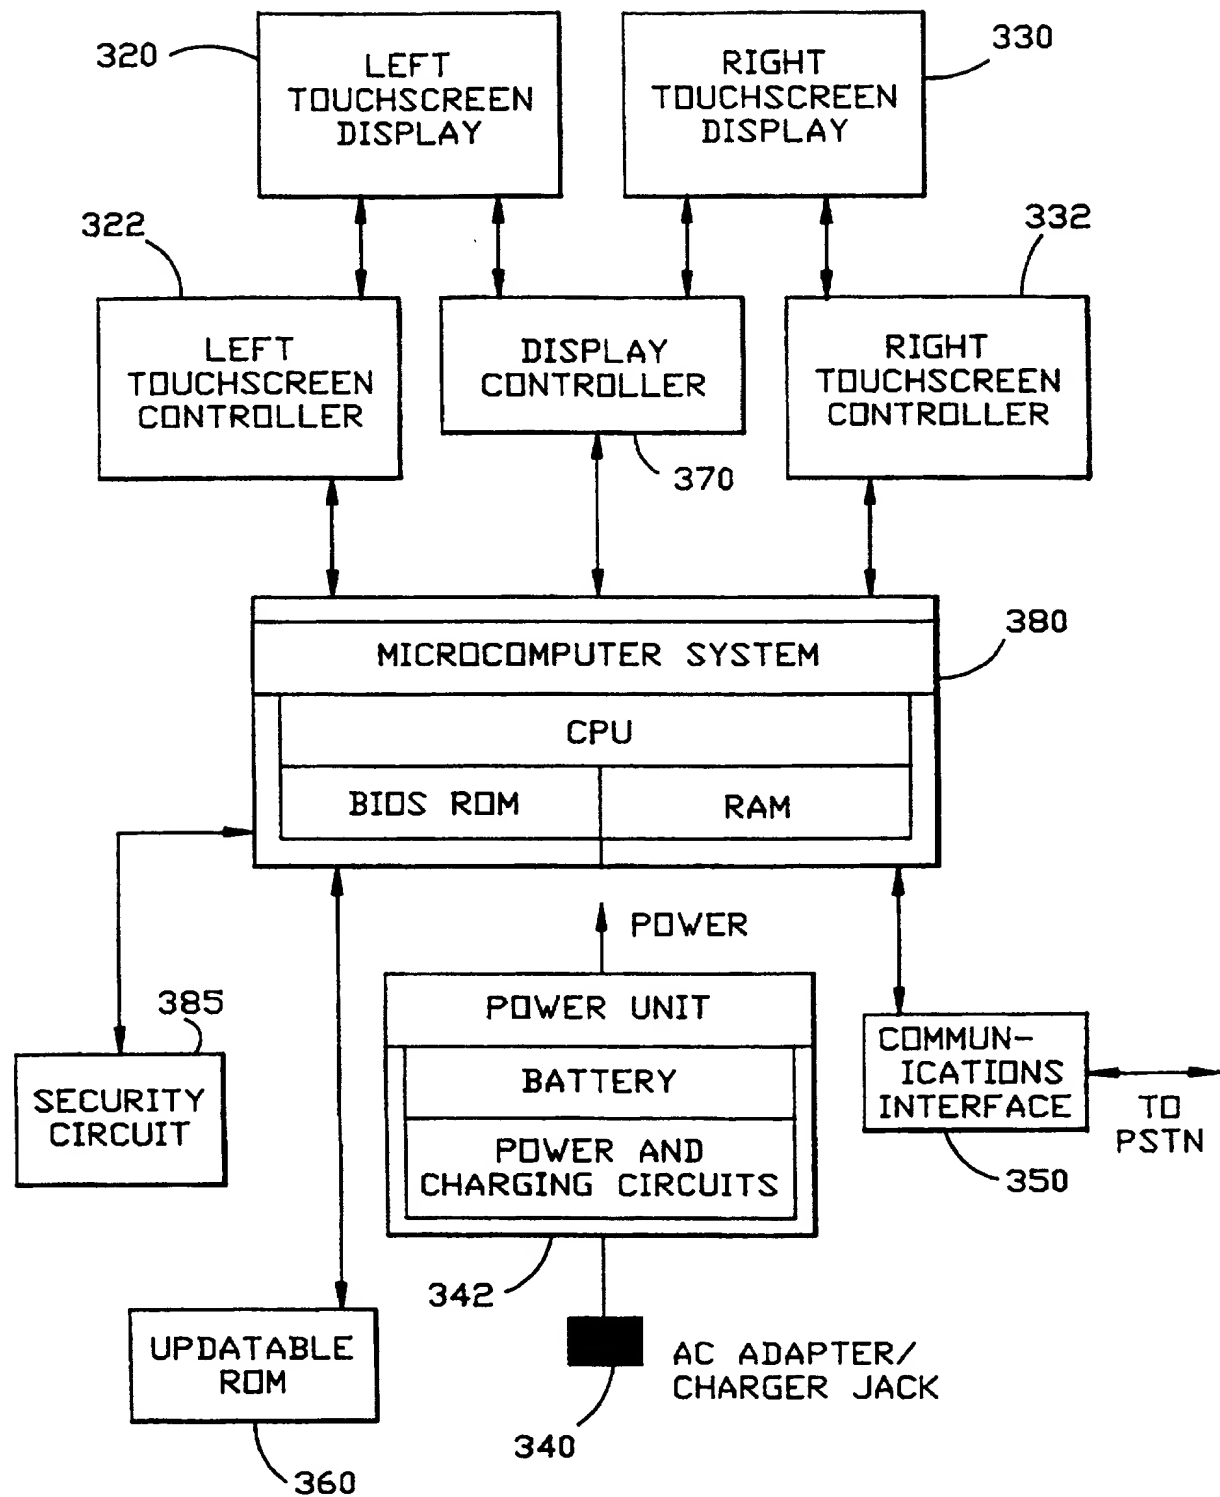 320
LEFT
TOUCHSCREEN
DISPLAY
RIGHT
TOUCHSCREEN
DISPLAY
330
322
332
LEFT
TOUCHSCREEN
CONTROLLER
DISPLAY
CONTROLLER
RIGHT
TOUCHSCREEN
CONTROLLER
370
380
MICROCOMPUTER SYSTEM
CPU
BIOS ROM
RAM
POWER
385
SECURITY
CIRCUIT
POWER UNIT
BATTERY
POWER AND
CHARGING CIRCUITS
COMMUN-
ICATIONS
INTERFACE
TO
PSTN
350
342
UPDATABLE
ROM
AC ADAPTER/
CHARGER JACK
340
360